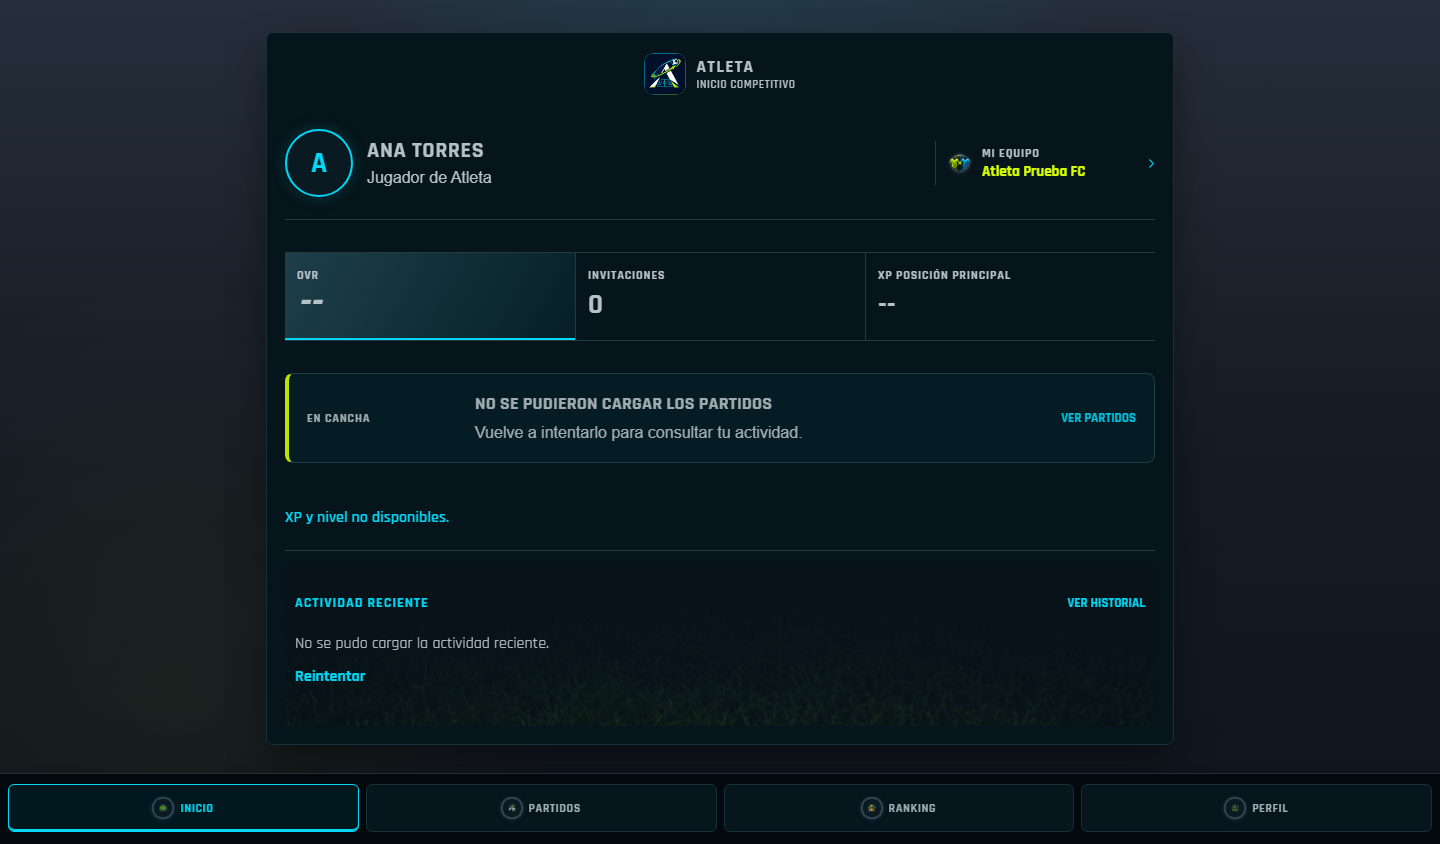 ATLETA
INICIO COMPETITIVO
A
ANA TORRES
Jugador de Atleta
MI EQUIPO
Atleta Prueba FC
OVR
--
INVITACIONES
0
XP POSICIÓN PRINCIPAL
--
EN CANCHA
NO SE PUDIERON CARGAR LOS PARTIDOS
Vuelve a intentarlo para consultar tu actividad.
VER PARTIDOS
XP y nivel no disponibles.
ACTIVIDAD RECIENTE
VER HISTORIAL
No se pudo cargar la actividad reciente.
Reintentar
INICIO
PARTIDOS
RANKING
PERFIL